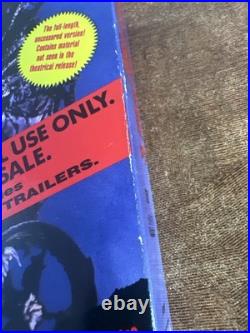 The full-length,
uncensored version!
Contains material
not seen in the
theatrical release!
USE ONLY.
SALE.
TRAILERS.